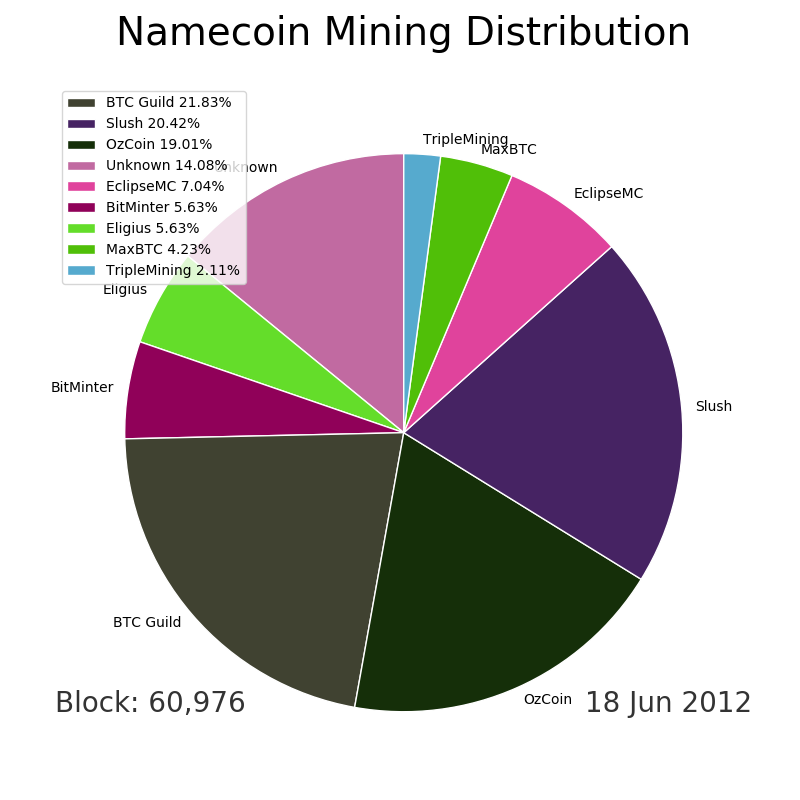 Namecoin Mining Distribution
BTC Guild 21.83%
Slush 20.42%
OzCoin 19.01%
Unknown 14.08%
EclipseMC 7.04%
BitMinter 5.63%
Eligius 5.63%
MaxBTC 4.23%
TripleMining 2.11%
TripleMining
MaxBTC
Unknown
EclipseMC
Eligius
BitMinter
Slush
BTC Guild
OzCoin
Block: 60,976
18 Jun 2012